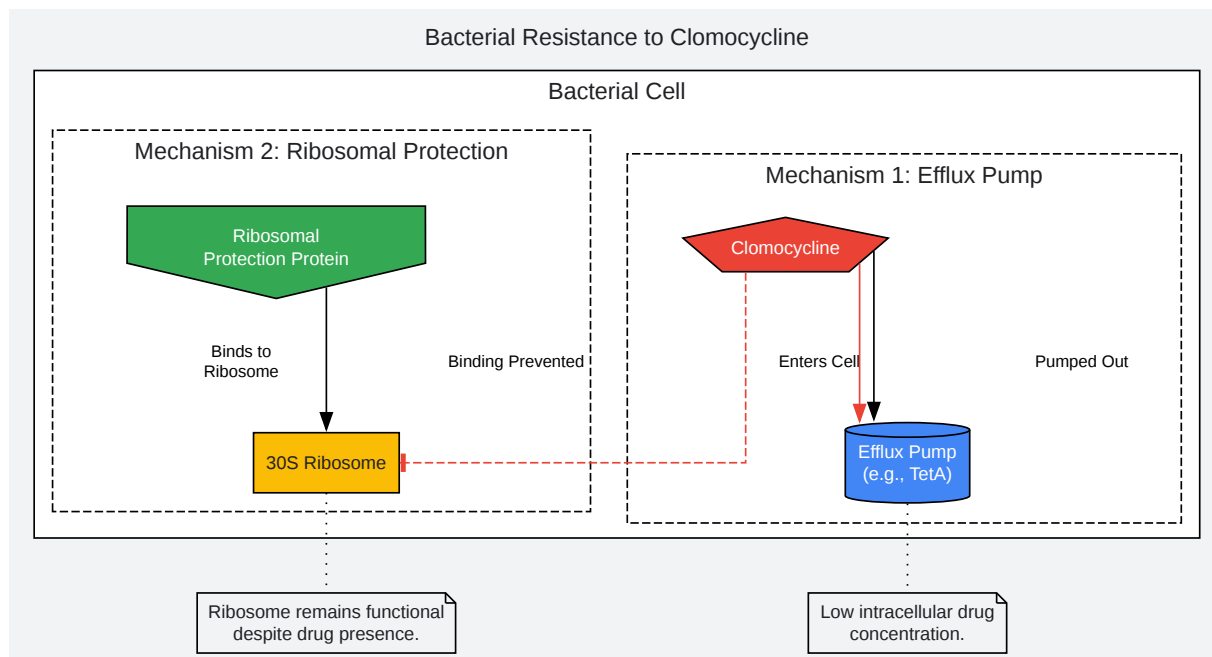 Bacterial Resistance to Clomocycline
Bacterial Cell
Mechanism 2: Ribosomal Protection
Ribosomal
Protection Protein
Binds to
Ribosome
Binding Prevented
30S Ribosome
Mechanism 1: Efflux Pump
Clomocycline
Enters Cell
Pumped Out
Efflux Pump
(e.g., TetA)
Ribosome remains functional
despite drug presence.
Low intracellular drug
concentration.